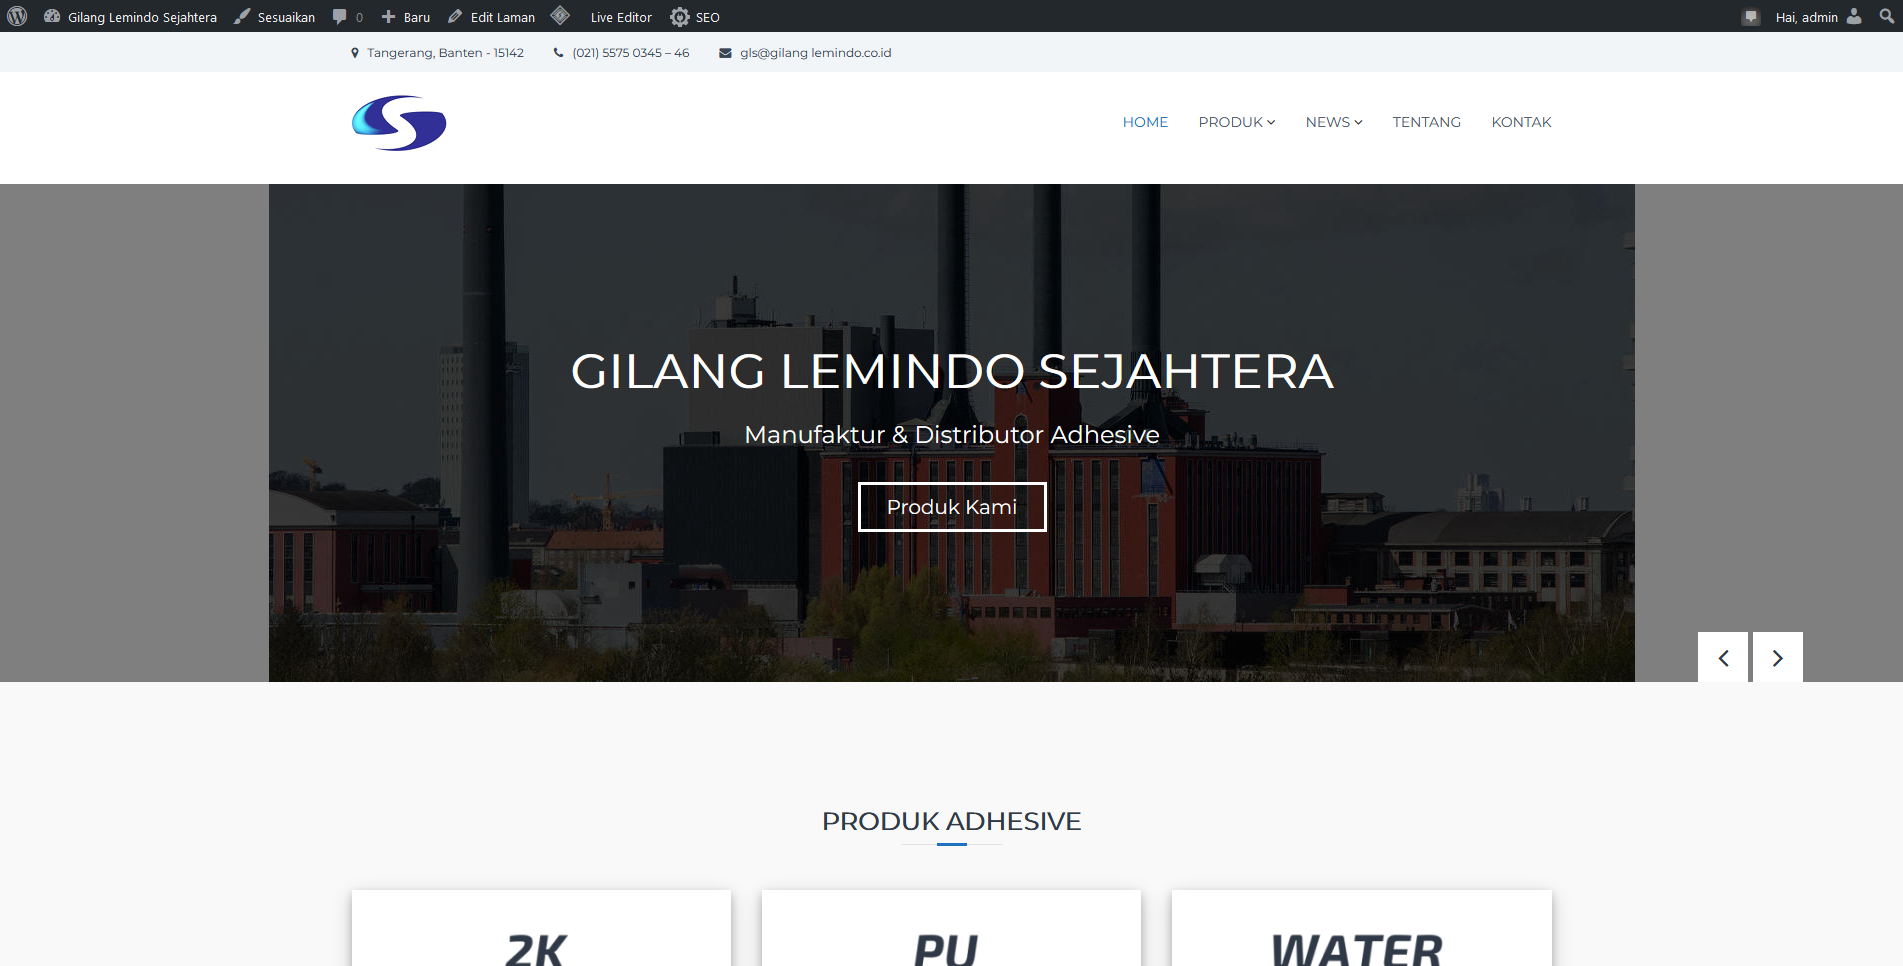 Gilang Lemindo Sejahtera Sesuaikan 0 Baru Edit Laman Live Editor SEO Hai, admin
Tangerang, Banten - 15142 (021) 5575 0345 – 46 gls@gilang lemindo.co.id
HOME PRODUK NEWS TENTANG KONTAK
GILANG LEMINDO SEJAHTERA
Manufaktur & Distributor Adhesive
Produk Kami
PRODUK ADHESIVE
2K PU WATER